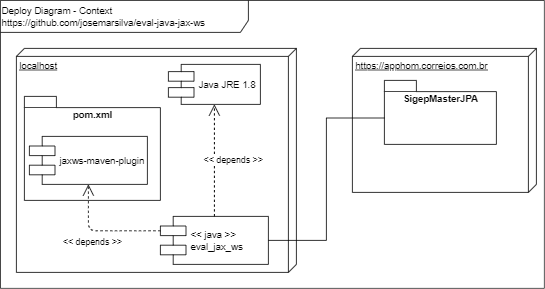 Deploy Diagram - Context
https://github.com/josemarsilva/eval-java-jax-ws
localhost
https://apphom.correios.com.br
Java JRE 1.8
SigepMasterJPA
pom.xml
jaxws-maven-plugin
<< depends >>
<< depends >>
<< java >>
eval_jax_ws